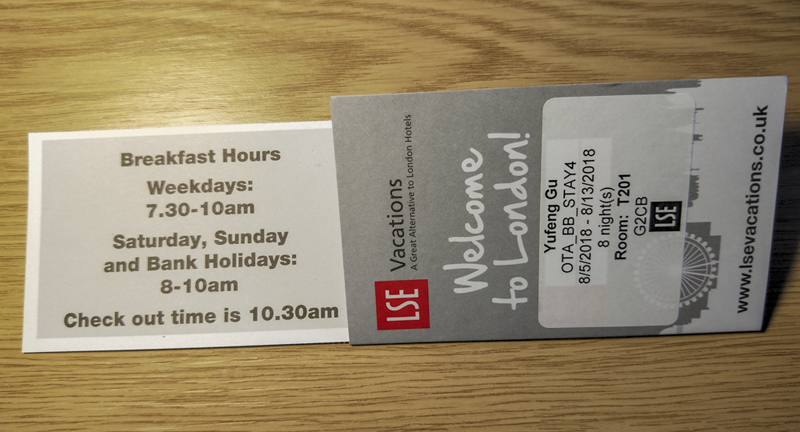 Breakfast Hours
Weekdays:
7.30-10am
Saturday, Sunday
and Bank Holidays:
8-10am
Check out time is 10.30am
LSE
Vacations
A Great Alternative to London Hotels
Welcome
to London!
Yufeng Gu
OTA_BB_STAY4
8/5/2018 - 8/13/2018
8 night(s)
Room: T201
G2CB
LSE
www.lsevacations.co.uk